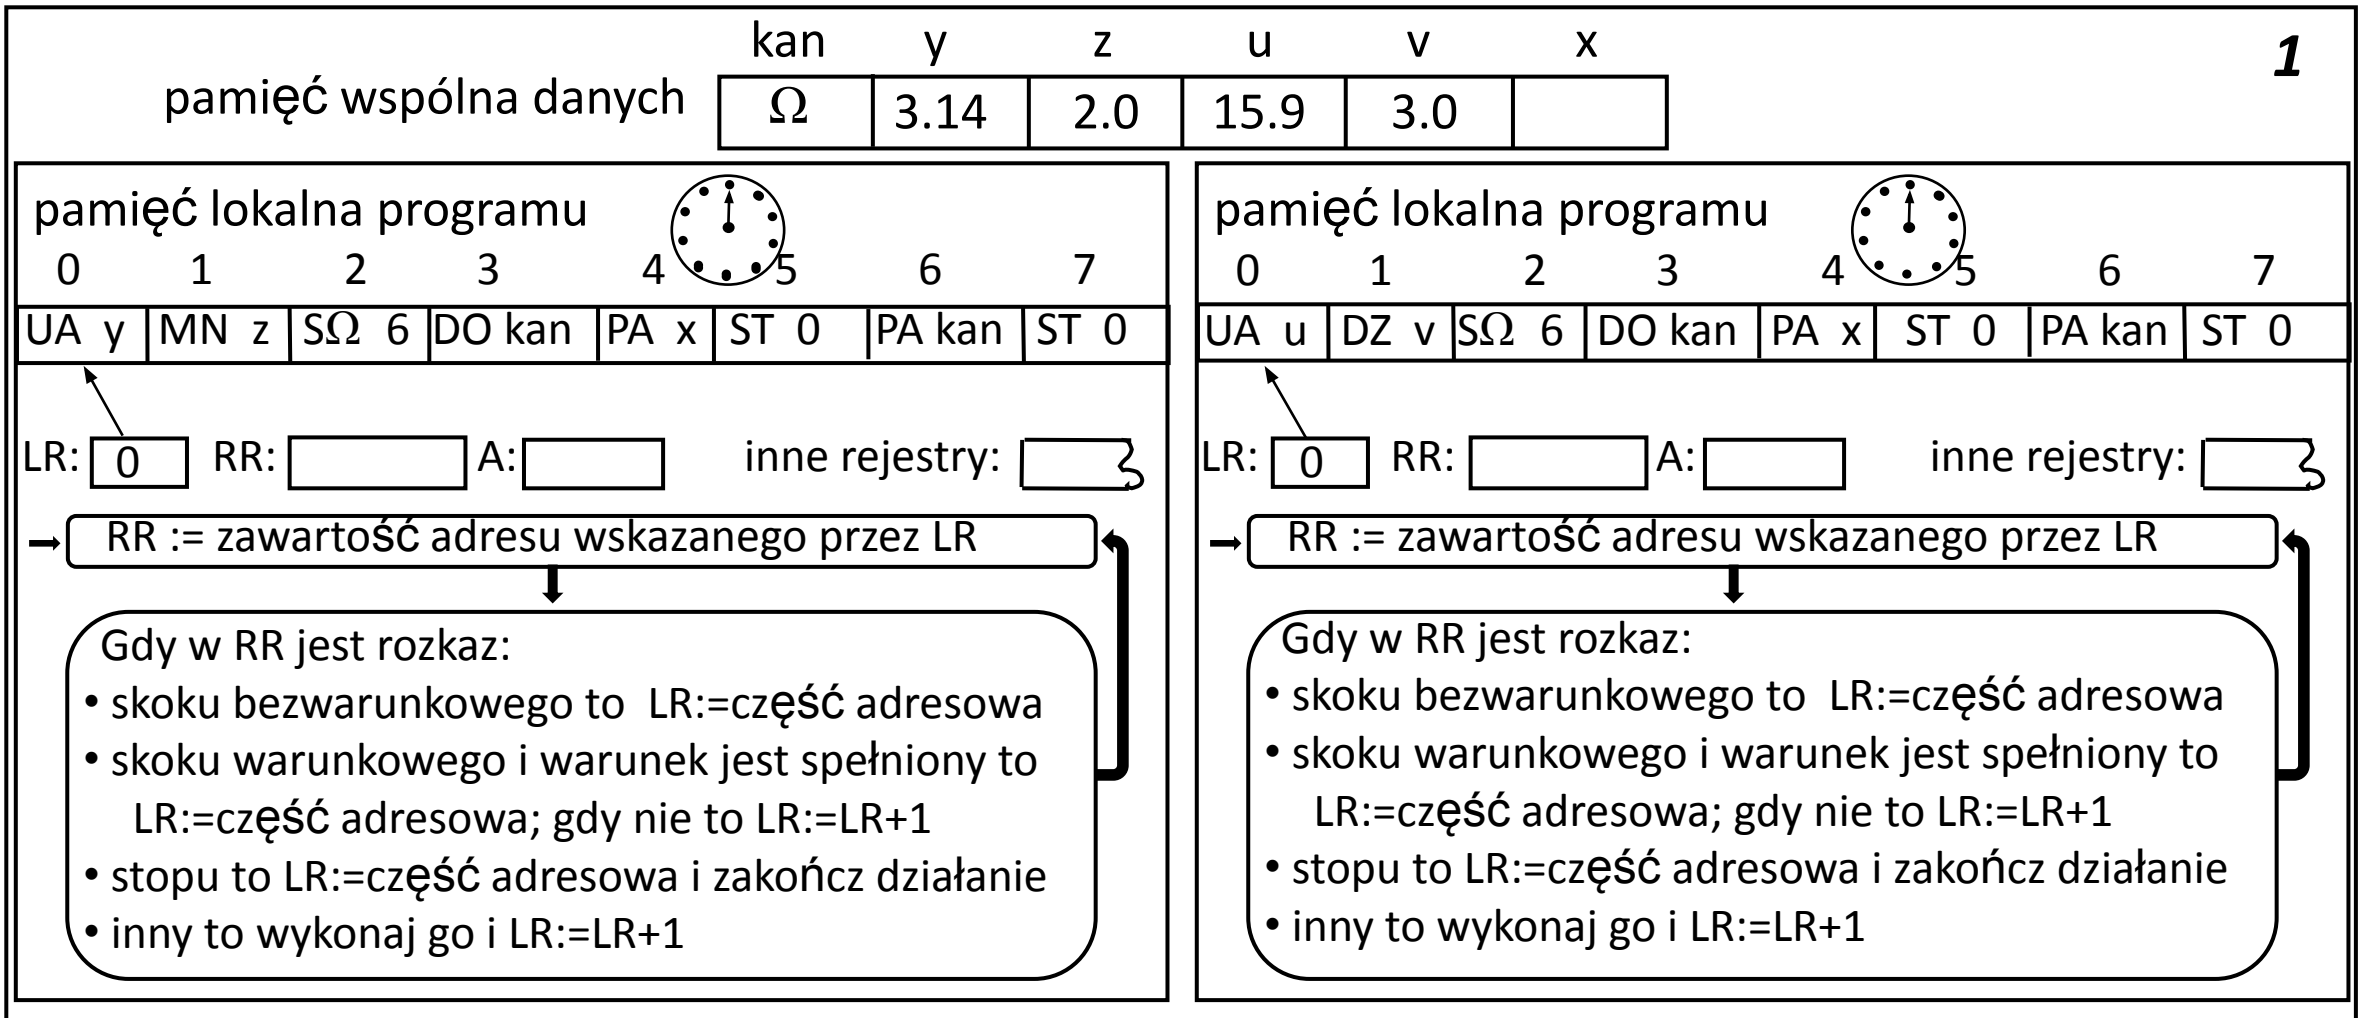 kan y z u v x
1
pamięć wspólna danych Ω 3.14 2.0 15.9 3.0
pamięć lokalna programu
0 1 2 3 4 5 6 7
UA y MN z SΩ 6 DO kan PA x ST 0 PA kan ST 0
LR: 0 RR: A: inne rejestry:
RR := zawartość adresu wskazanego przez LR
Gdy w RR jest rozkaz:
• skoku bezwarunkowego to LR:=część adresowa
• skoku warunkowego i warunek jest spełniony to
LR:=część adresowa; gdy nie to LR:=LR+1
• stopu to LR:=część adresowa i zakończ działanie
• inny to wykonaj go i LR:=LR+1
pamięć lokalna programu
0 1 2 3 4 5 6 7
UA u DZ v SΩ 6 DO kan PA x ST 0 PA kan ST 0
LR: 0 RR: A: inne rejestry:
RR := zawartość adresu wskazanego przez LR
Gdy w RR jest rozkaz:
• skoku bezwarunkowego to LR:=część adresowa
• skoku warunkowego i warunek jest spełniony to
LR:=część adresowa; gdy nie to LR:=LR+1
• stopu to LR:=część adresowa i zakończ działanie
• inny to wykonaj go i LR:=LR+1